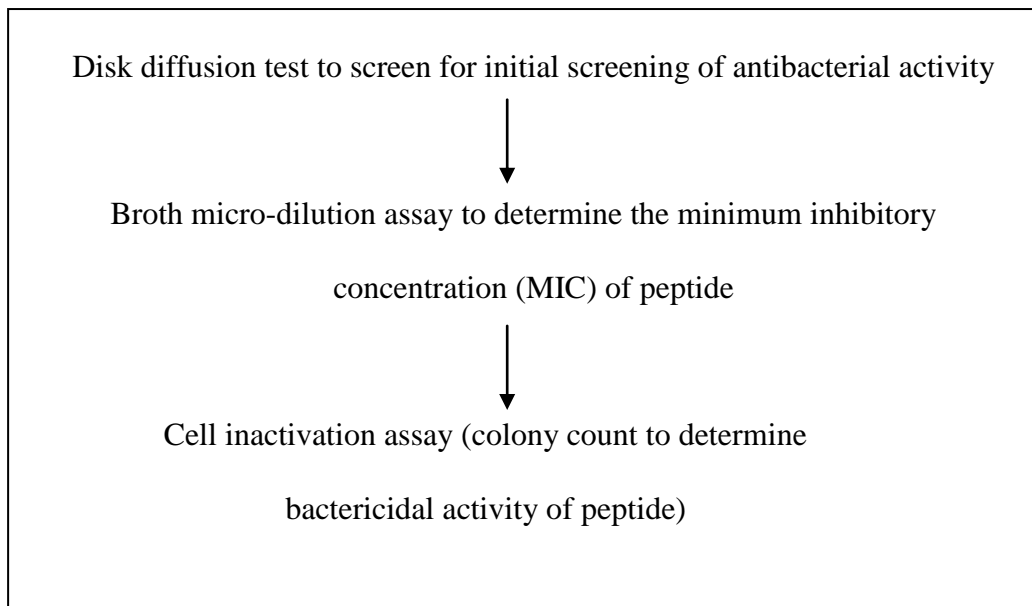 Disk diffusion test to screen for initial screening of antibacterial activity
Broth micro-dilution assay to determine the minimum inhibitory
concentration (MIC) of peptide
Cell inactivation assay (colony count to determine
bactericidal activity of peptide)